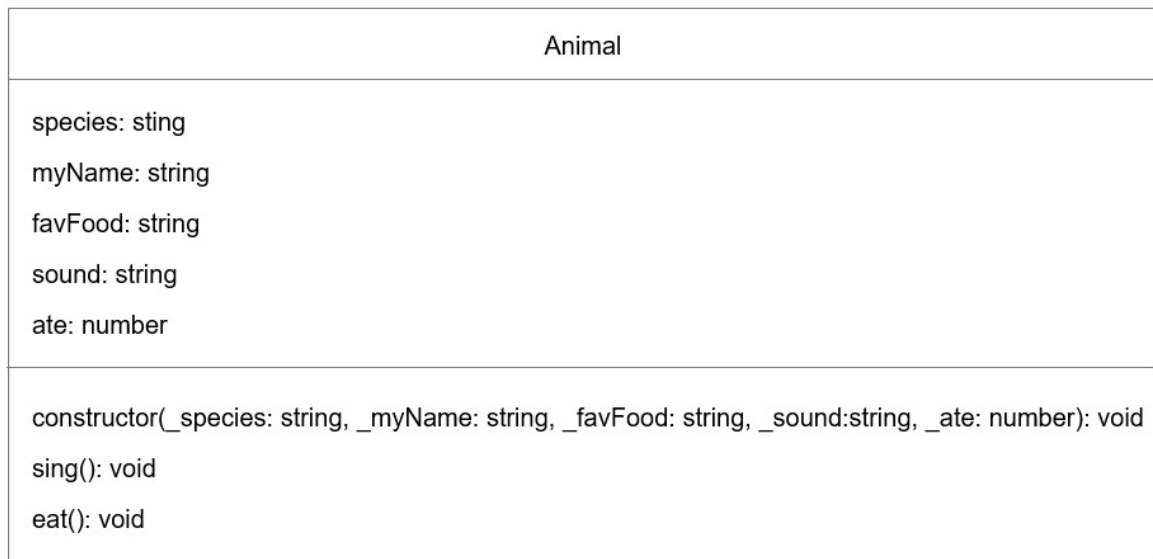 Animal
species: sting
myName: string
favFood: string
sound: string
ate: number
constructor(_species: string, _myName: string, _favFood: string, _sound:string, _ate: number): void
sing(): void
eat(): void